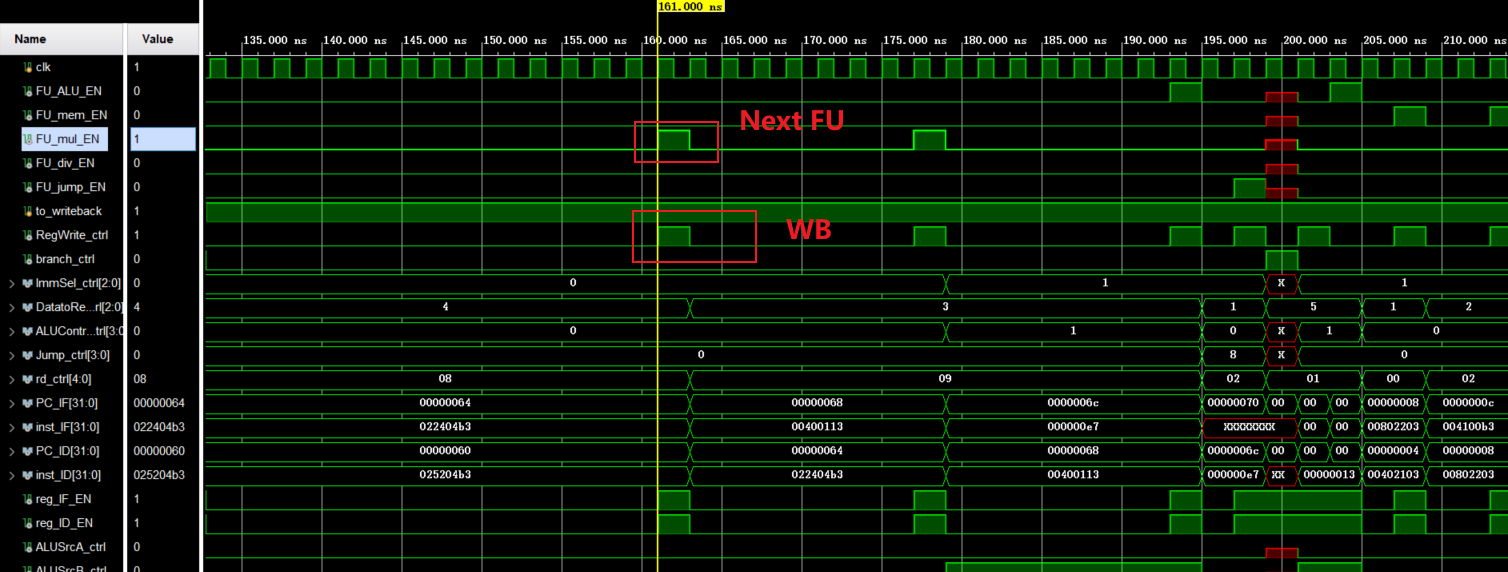 161.000 ns
Name Value 135.000 ns 140.000 ns 145.000 ns 150.000 ns 155.000 ns 160.000 ns 165.000 ns 170.000 ns 175.000 ns 180.000 ns 185.000 ns 190.000 ns 195.000 ns 200.000 ns 205.000 ns 210.000 ns
clk 1
FU_ALU_EN 0
FU_mem_EN 0
Next FU
FU_mul_EN 1
FU_div_EN 0
FU_jump_EN 0
to_writeback 1
WB
RegWrite_ctrl 1
branch_ctrl 0
ImmSel_ctrl[2:0] 0 0 1 X 1
DatatoRe...rl[2:0] 4 4 3 1 5 1 2
ALUContr...trl[3:0 0 0 1 0 X 1 0
Jump_ctrl[3:0] 0 0 8 X 0
rd_ctrl[4:0] 08 08 09 02 01 00 02
PC_IF[31:0] 00000064 00000064 00000068 0000006c 00000070 00 00 00 00000008 0000000c
inst_IF[31:0] 022404b3 022404b3 00400113 000000e7 XXXXXXXX 00 00 00802203 004100b3
PC_ID[31:0] 00000060 00000060 00000064 00000068 0000006c 00 00 00 00000004 00000008
inst_ID[31:0] 025204b3 025204b3 022404b3 00400113 000000e7 XX 00000013 00402103 00802203
reg_IF_EN 1
reg_ID_EN 1
ALUSrcA_ctrl 0
ALUSrcB_ctrl 0